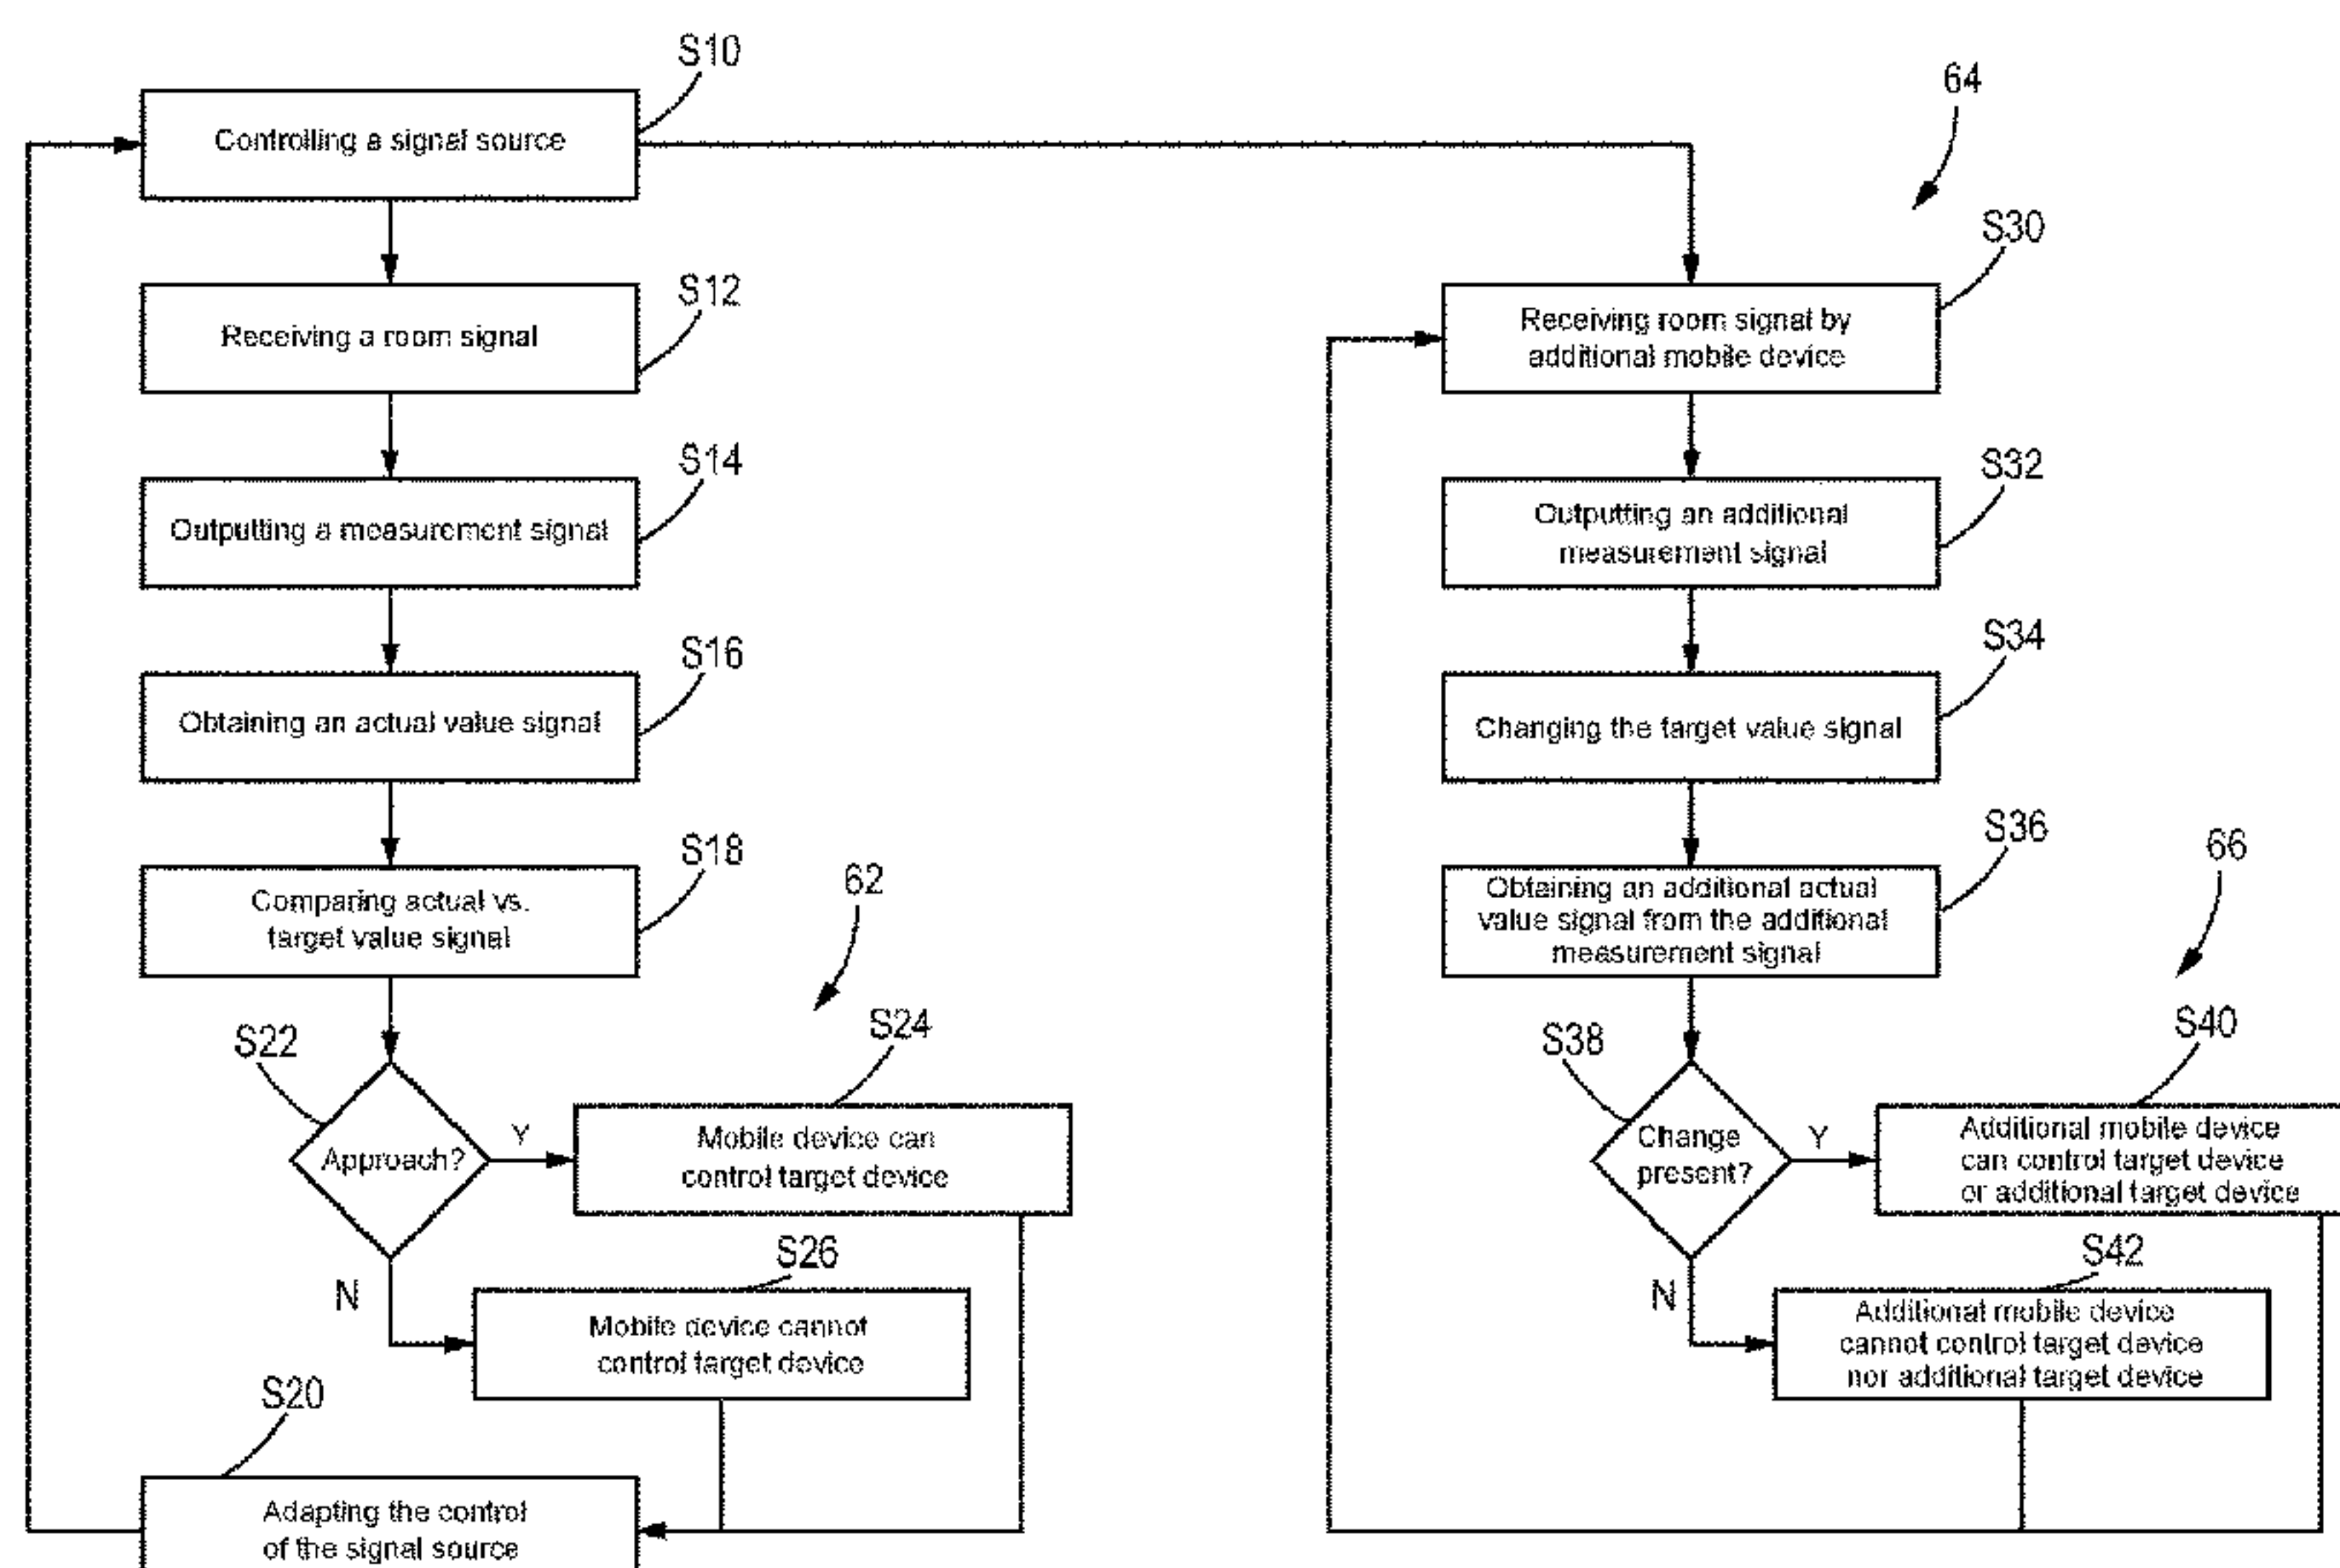 S10
Controlling a signal source
S12
Receiving a room signal
S14
Outputting a measurement signal
S16
Obtaining an actual value signal
S18
Comparing actual vs.
target value signal
62
S22
Approach?
Y
S24
Mobile device can
control target device
N
S26
Mobile device cannot
control target device
S20
Adapting the control
of the signal source
64
S30
Receiving room signal by
additional mobile device
S32
Outputting an additional
measurement signal
S34
Changing the target value signal
S36
Obtaining an additional actual
value signal from the additional
measurement signal
66
S38
Change
present?
Y
S40
Additional mobile device
can control target device
or additional target device
N
S42
Additional mobile device
cannot control target device
nor additional target device